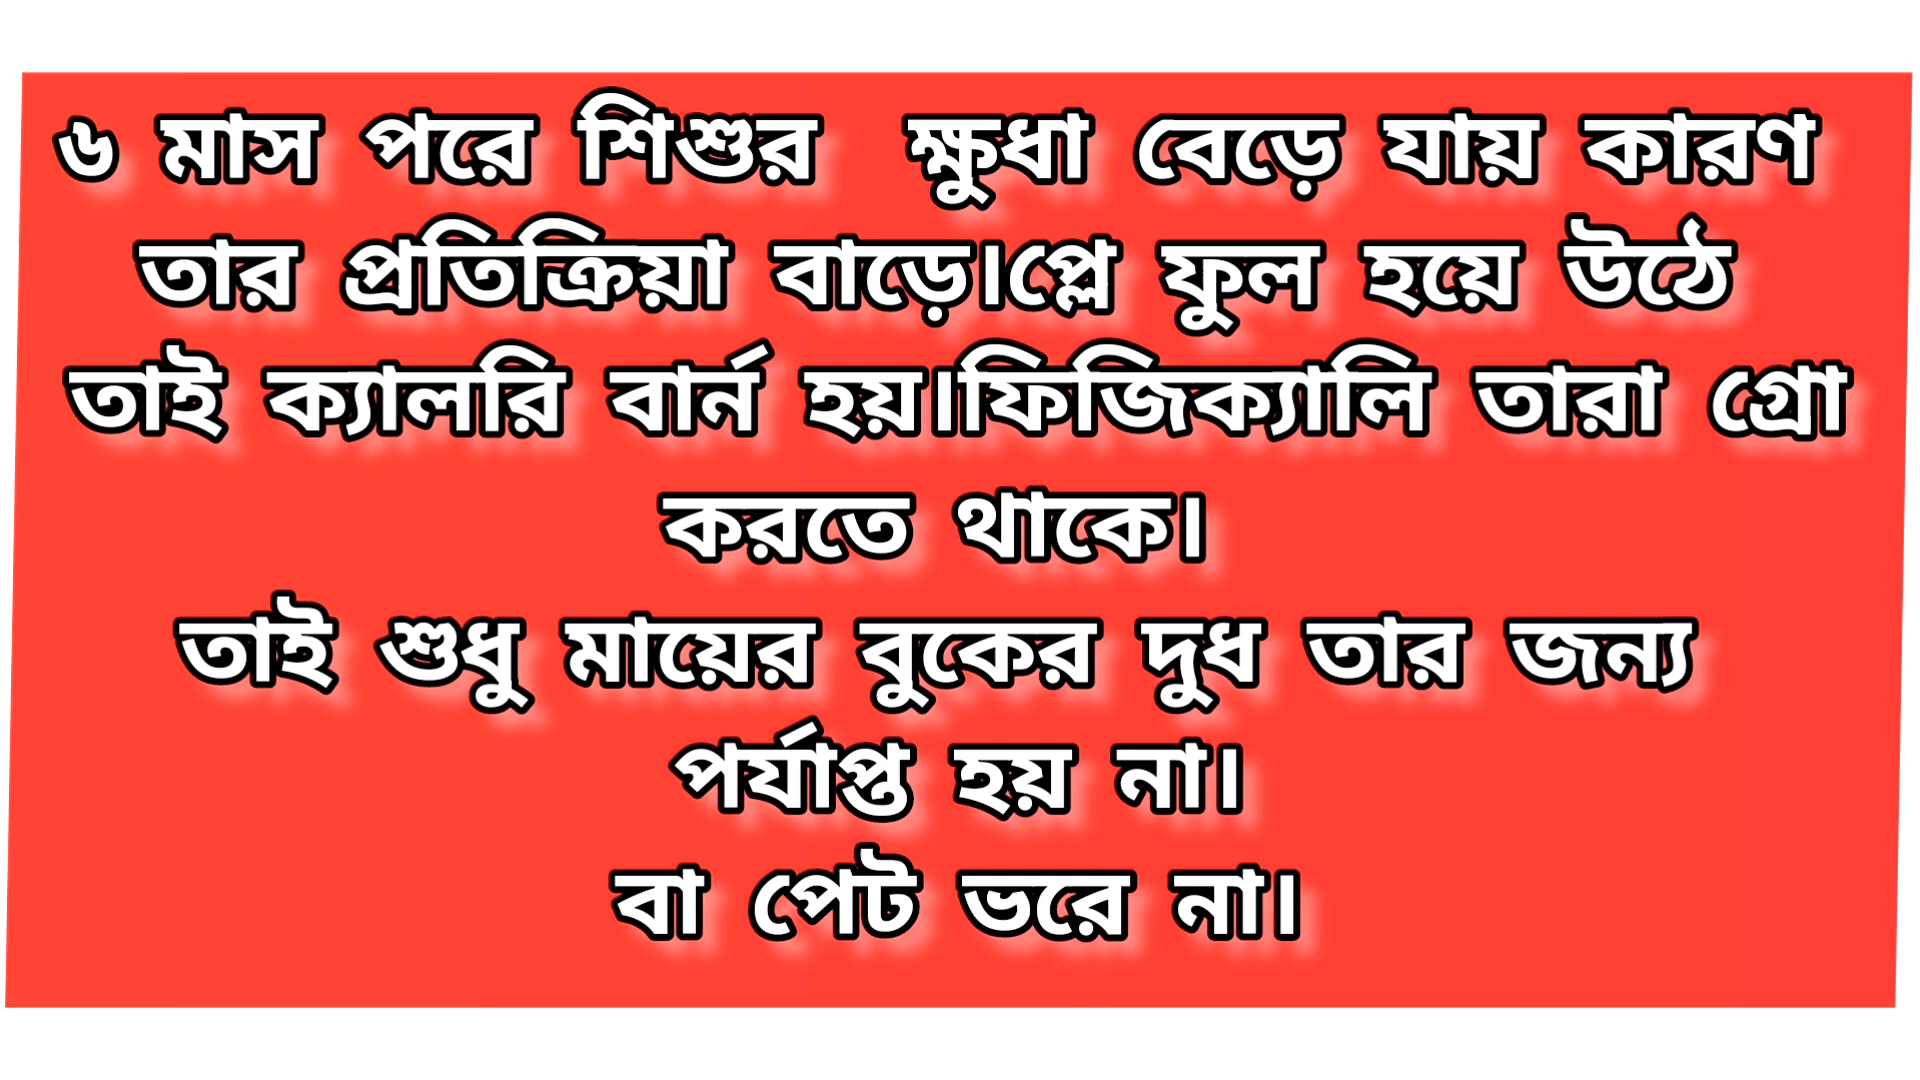 ৬ মাস পরে শিশুর ক্ষুধা বেড়ে যায় কারণ
তার প্রতিক্রিয়া বাড়ে।প্লে ফুল হয়ে উঠে
তাই ক্যালরি বার্ন হয়।ফিজিক্যালি তারা গ্রো
করতে থাকে।
তাই শুধু মায়ের বুকের দুধ তার জন্য
পর্যাপ্ত হয় না।
বা পেট ভরে না।